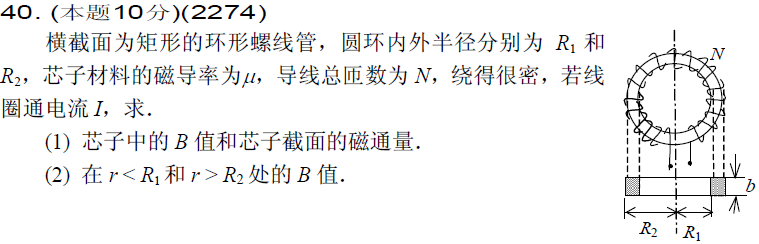 40. (本题10分)(2274)
横截面为矩形的环形螺线管，圆环内外半径分别为 R₁ 和
R₂，芯子材料的磁导率为μ，导线总匝数为 N，绕得很密，若线
圈通电流 I，求．
(1) 芯子中的 B 值和芯子截面的磁通量．
(2) 在 r < R₁ 和 r > R₂ 处的 B 值．
N
b
R₂ R₁